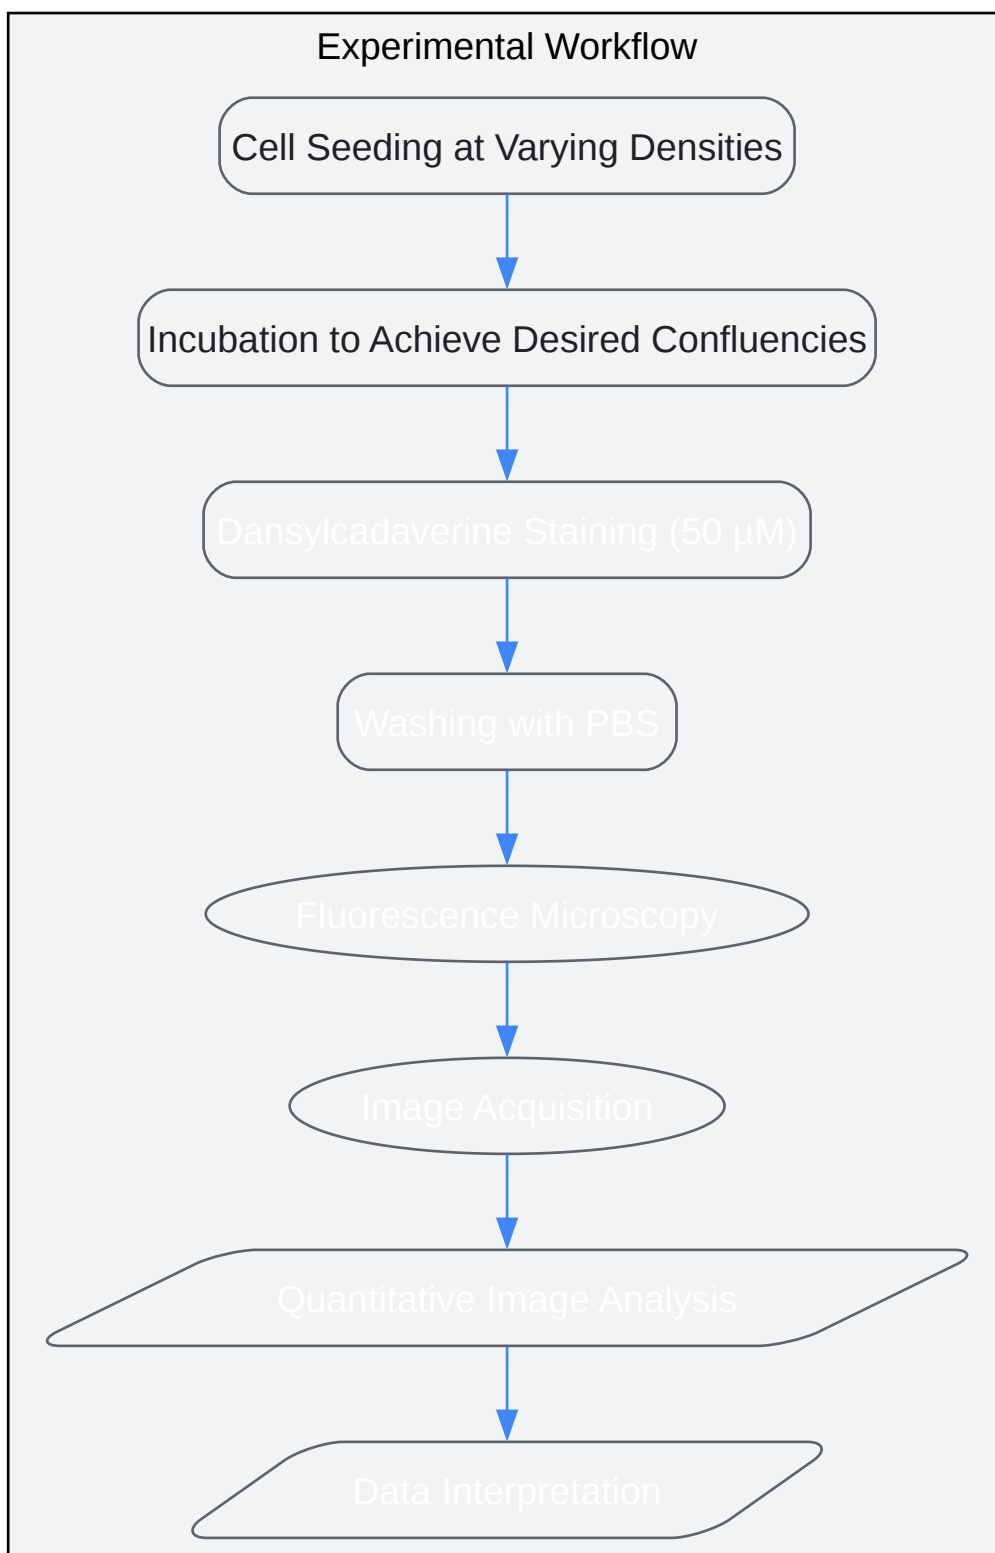 Experimental Workflow
Cell Seeding at Varying Densities
Incubation to Achieve Desired Confluencies
Dansylcadaverine Staining (50 µM)
Washing with PBS
Fluorescence Microscopy
Image Acquisition
Quantitative Image Analysis
Data Interpretation